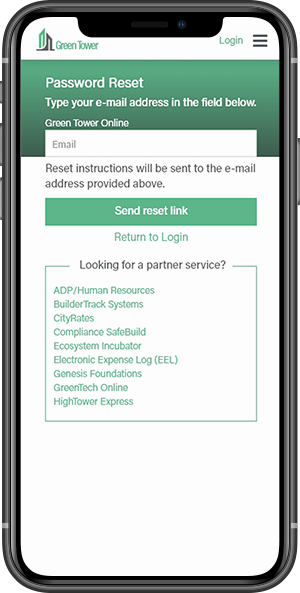 Green Tower
Login
Password Reset
Type your e-mail address in the field below.
Green Tower Online
Email
Reset instructions will be sent to the e-mail
address provided above.
Send reset link
Return to Login
Looking for a partner service?
ADP/Human Resources
BuilderTrack Systems
CityRates
Compliance SafeBuild
Ecosystem Incubator
Electronic Expense Log (EEL)
Genesis Foundations
GreenTech Online
HighTower Express